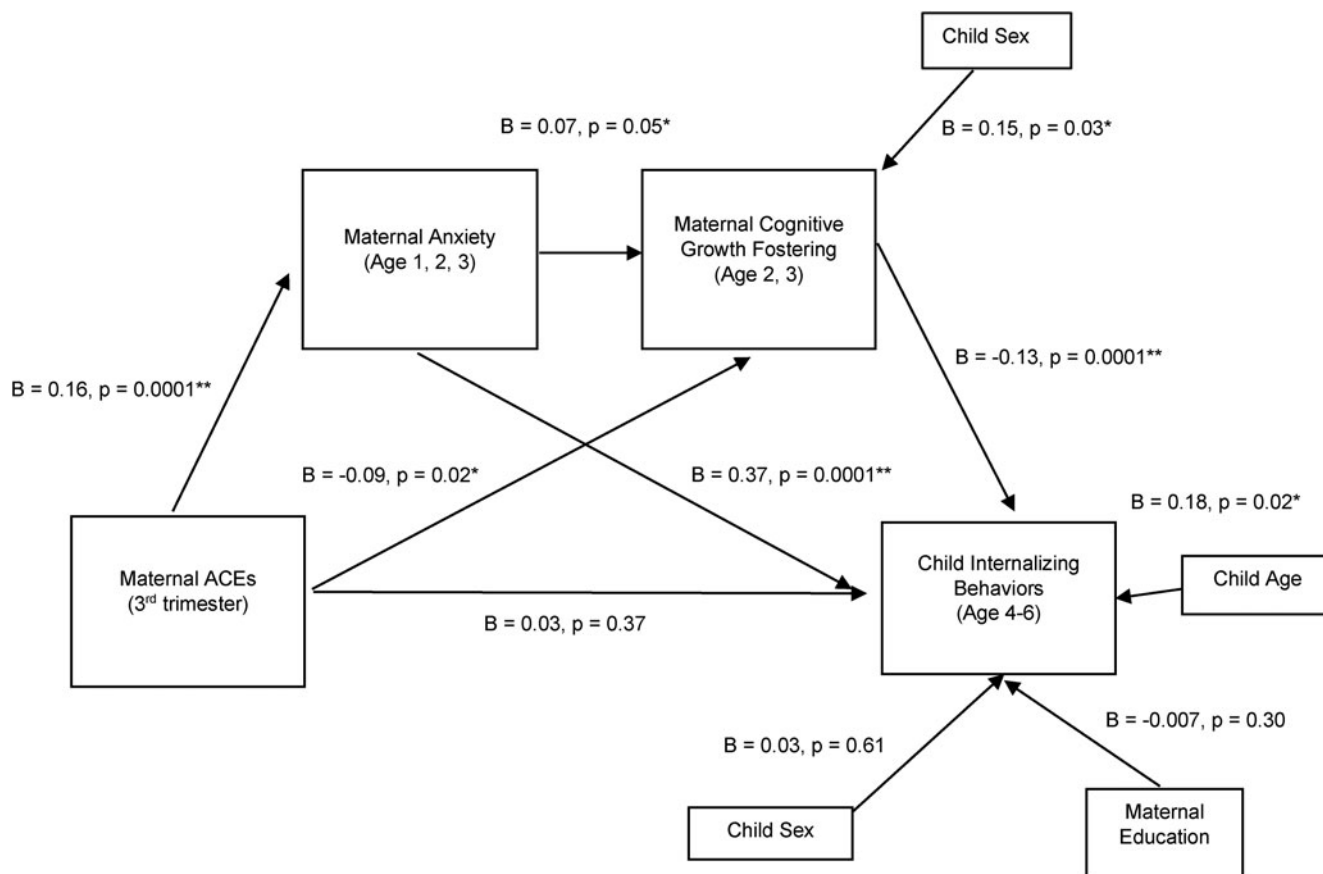 Child Sex
B = 0.07, p = 0.05*
B = 0.15, p = 0.03*
Maternal Anxiety
(Age 1, 2, 3)
Maternal Cognitive
Growth Fostering
(Age 2, 3)
B = 0.16, p = 0.0001**
B = -0.13, p = 0.0001**
B = -0.09, p = 0.02*
B = 0.37, p = 0.0001**
B = 0.18, p = 0.02*
Maternal ACEs
(3rd trimester)
Child Internalizing
Behaviors
(Age 4-6)
Child Age
B = 0.03, p = 0.37
B = 0.03, p = 0.61
B = -0.007, p = 0.30
Child Sex
Maternal
Education